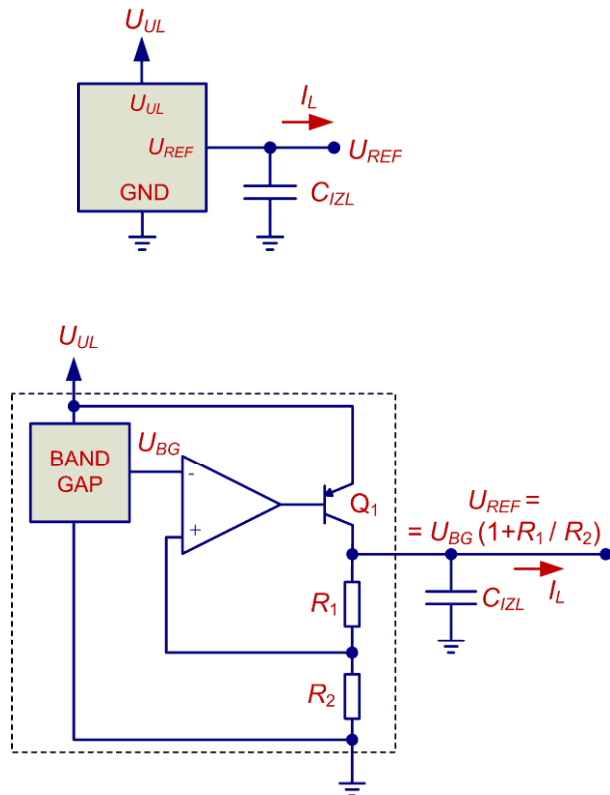 U_UL
U_UL
I_L
U_REF
U_REF
GND
C_IZL
U_UL
U_BG
BAND
GAP
-
+
Q_1
U_REF =
= U_BG (1+R_1 / R_2)
I_L
C_IZL
R_1
R_2